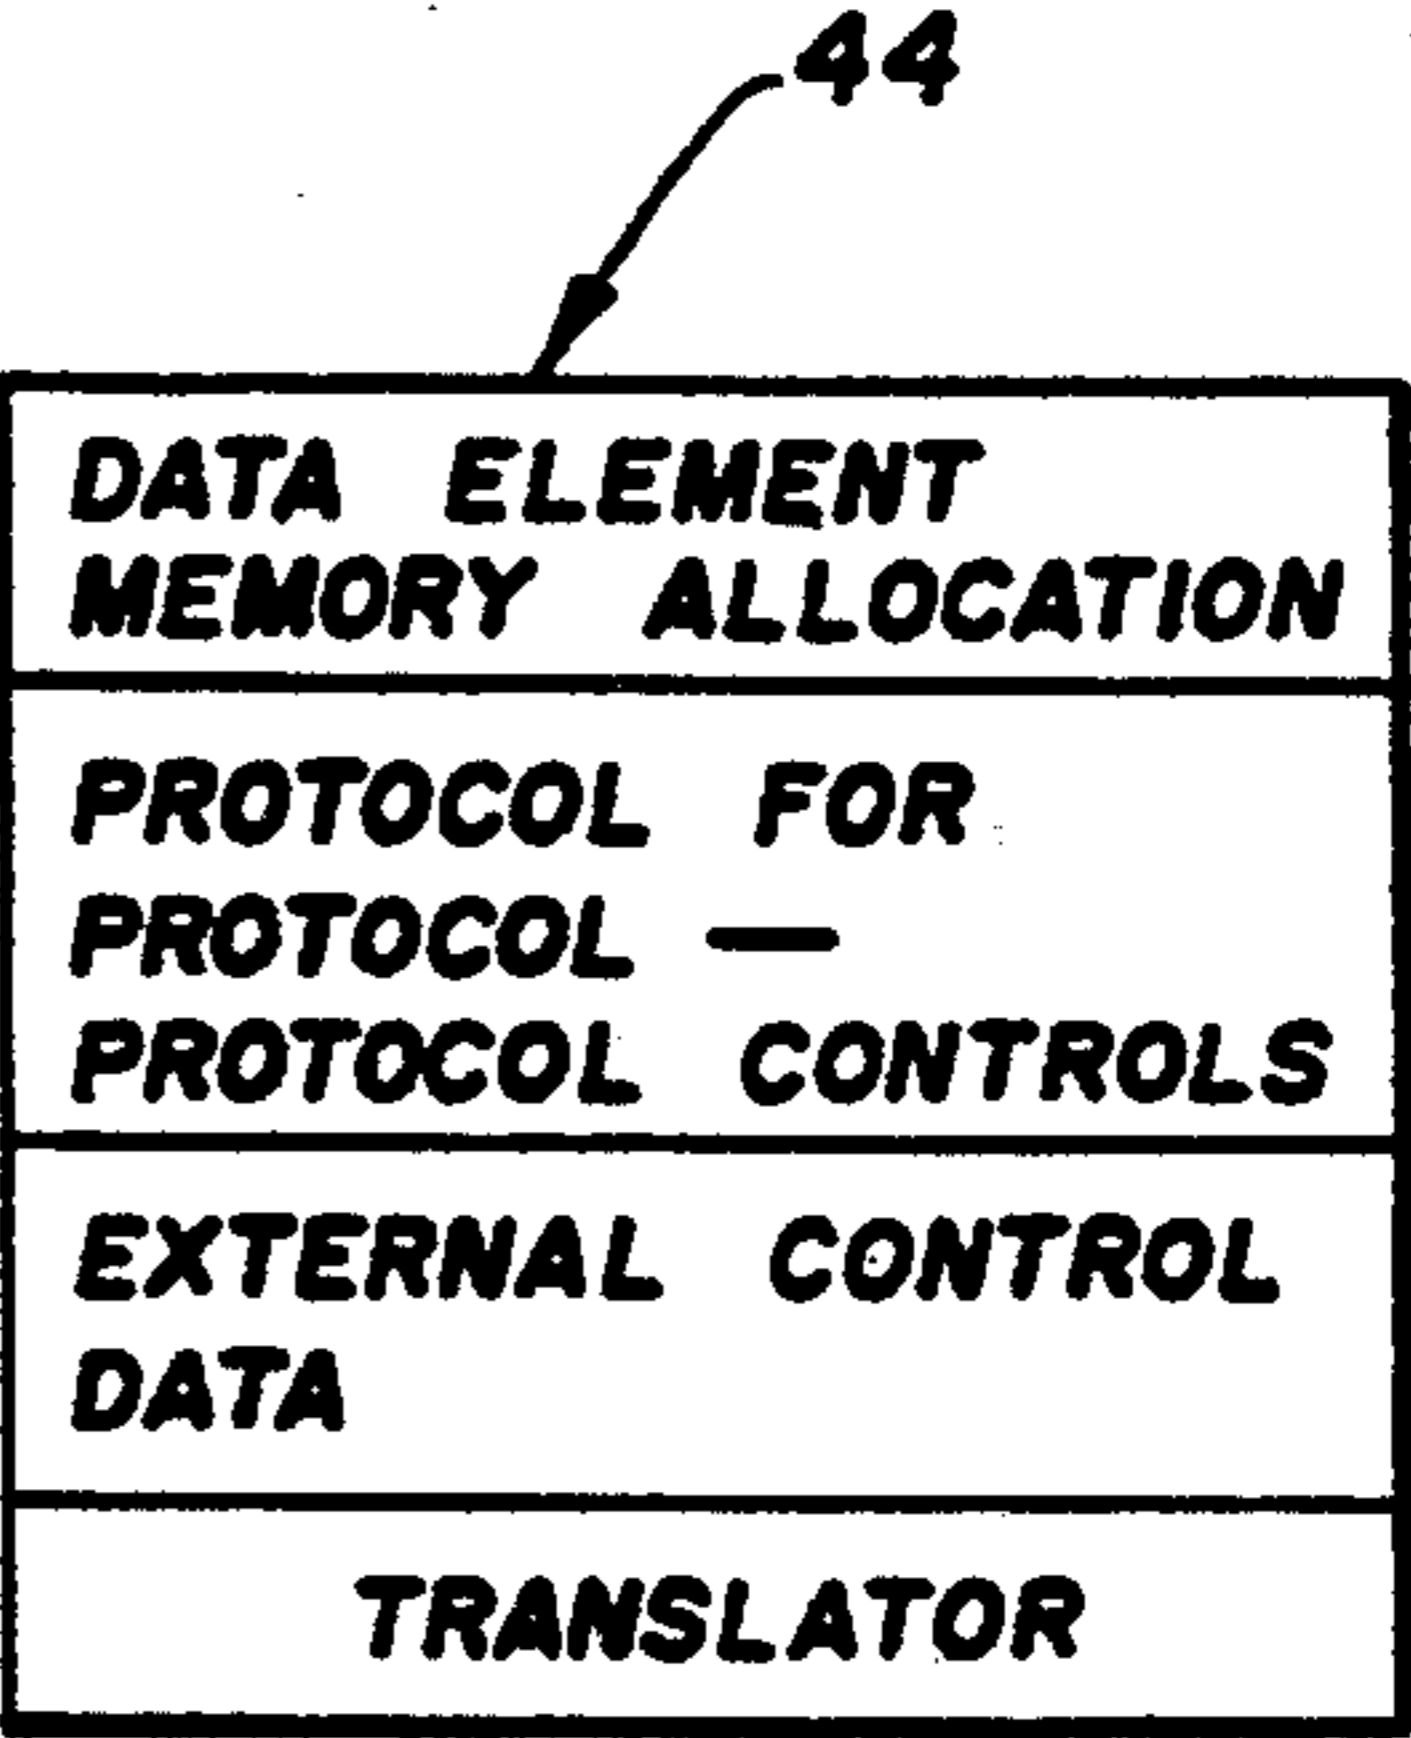 44
DATA ELEMENT
MEMORY ALLOCATION
PROTOCOL FOR
PROTOCOL —
PROTOCOL CONTROLS
EXTERNAL CONTROL
DATA
TRANSLATOR